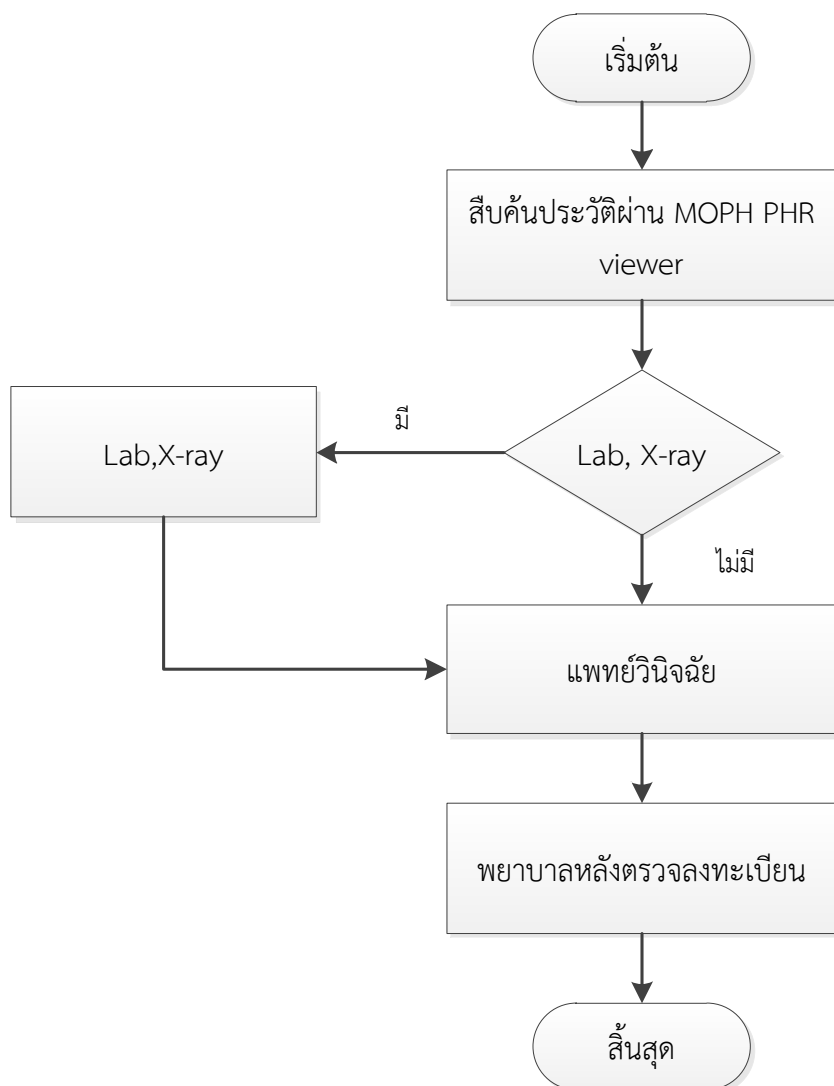 เริ่มต้น
สืบค้นประวัติผ่าน MOPH PHR
viewer
มี
Lab,X-ray
Lab, X-ray
ไม่มี
แพทย์วินิจฉัย
พยาบาลหลังตรวจลงทะเบียน
สิ้นสุด